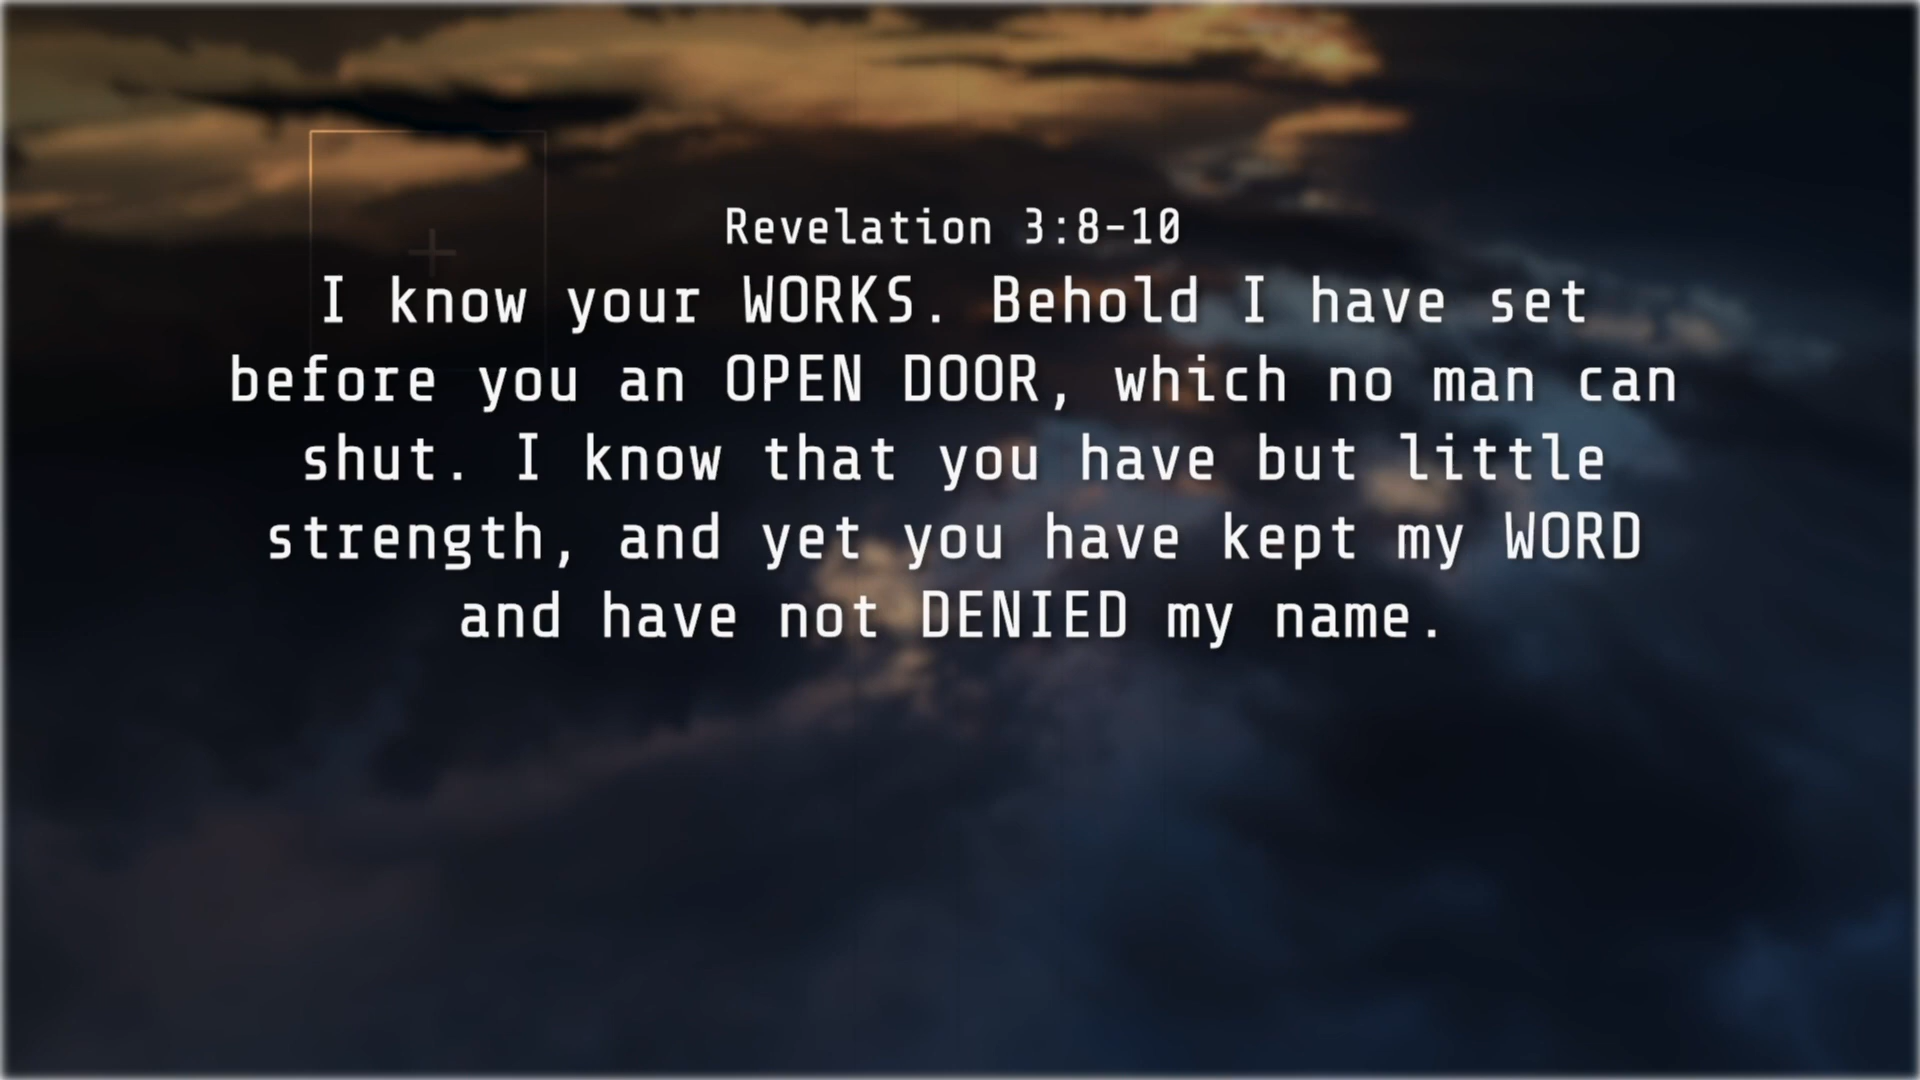 Revelation 3:8-10
I know your WORKS. Behold I have set
before you an OPEN DOOR, which no man can
shut. I know that you have but little
strength, and yet you have kept my WORD
and have not DENIED my name.